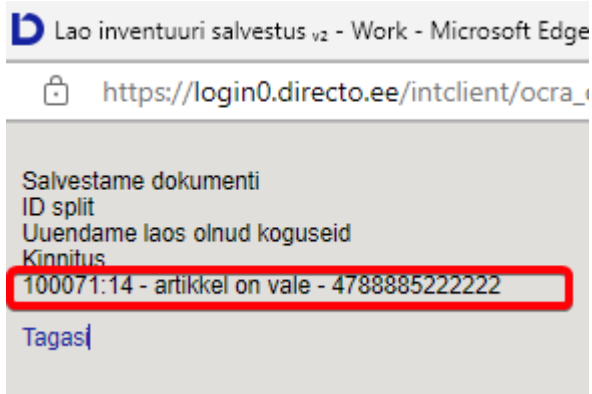 Lao inventuuri salvestus v2 - Work - Microsoft Edge
https://login0.directo.ee/intclient/ocra_
Salvestame dokumenti
ID split
Uuendame laos olnud koguseid
Kinnitus
100071:14 - artikkel on vale - 4788885222222
Tagasi